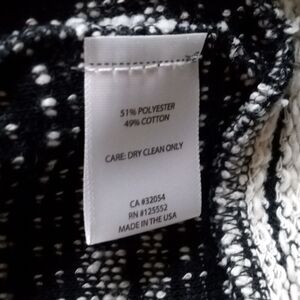 51% POLYESTER
49% COTTON
CARE: DRY CLEAN ONLY
CA #32054
RN #125552
MADE IN THE USA